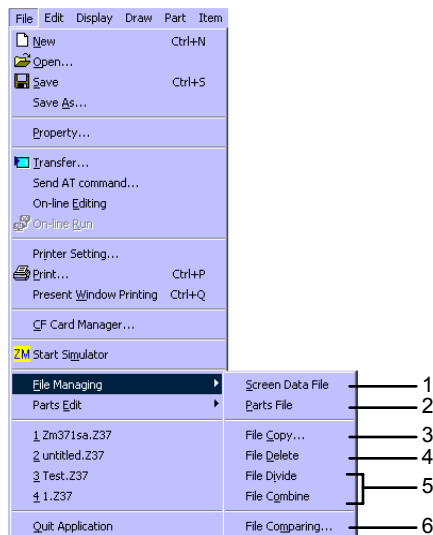 File Edit Display Draw Part Item
New Ctrl+N
Open...
Save Ctrl+S
Save As...
Property...
Transfer...
Send AT command...
On-line Editing
On-line Run
Printer Setting...
Print... Ctrl+P
Present Window Printing Ctrl+Q
CF Card Manager...
ZM Start Simulator
File Managing Screen Data File 1
Parts Edit Parts File 2
1 Zm371sa.Z37 File Copy... 3
2 untitled.Z37 File Delete 4
3 Test.Z37 File Divide 5
4 1.Z37 File Combine
Quit Application File Comparing... 6